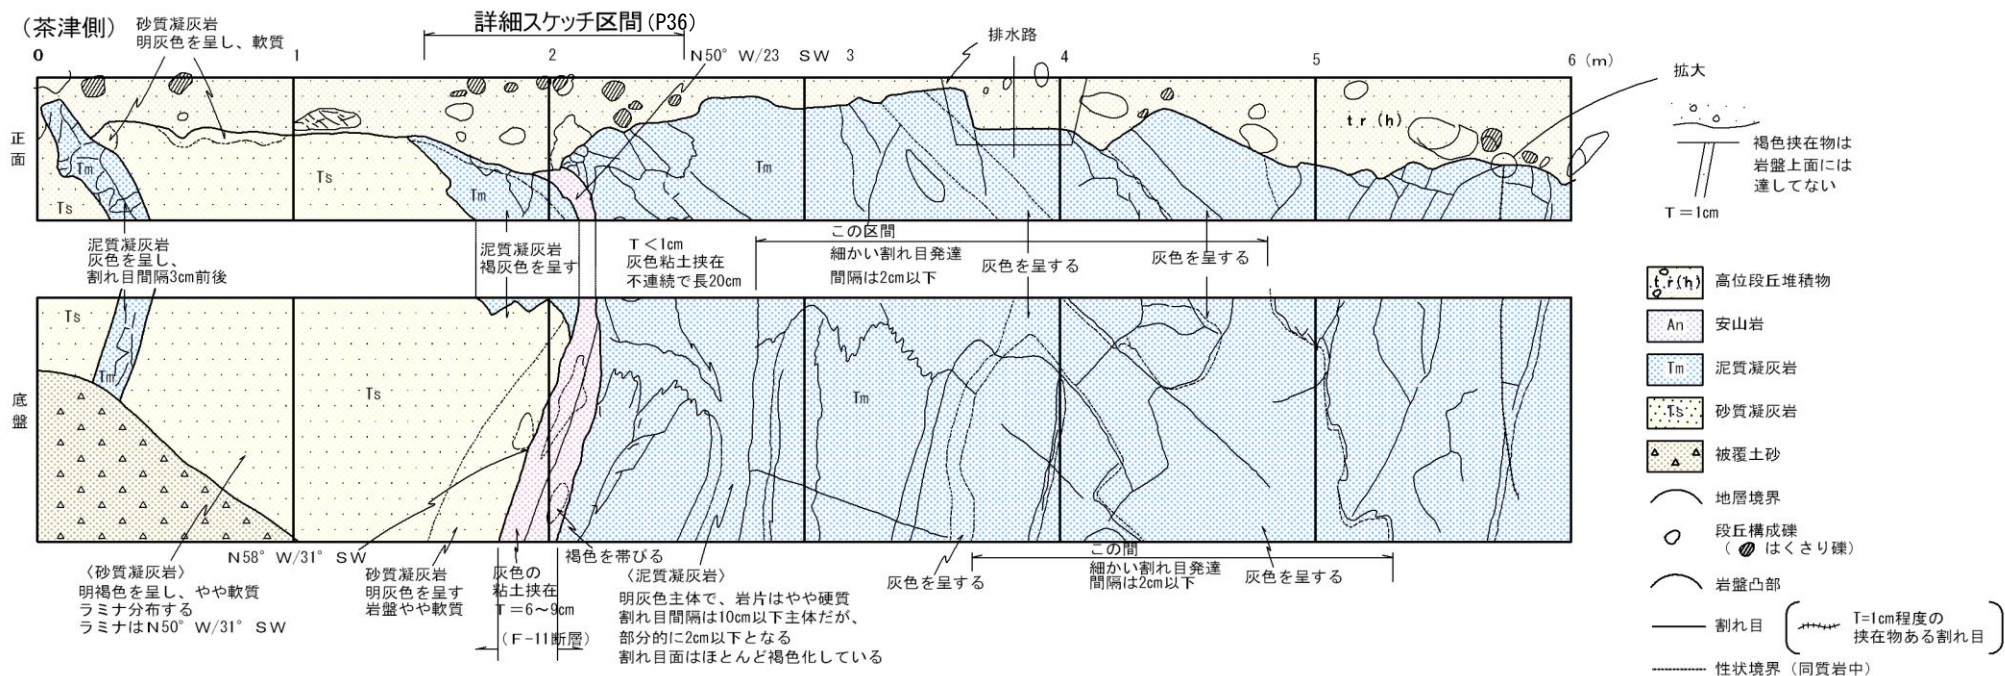 (茶津側)
砂質凝灰岩
明灰色を呈し、軟質
詳細スケッチ区間(P36)
0
1
2
N50° W/23 SW
3
排水路
4
5
6 (m)
拡大
正面
Tm
Ts
Ts
Tm
Tm
t.r.(h)
褐色挟在物は
岩盤上面には
達してない
T=1cm
泥質凝灰岩
灰色を呈し、
割れ目間隔3cm前後
泥質凝灰岩
褐灰色を呈す
T<1cm
灰色粘土挟在
不連続で長20cm
この区間
細かい割れ目発達
間隔は2cm以下
灰色を呈する
灰色を呈する
底盤
Ts
Tm
Ts
Tm
N58° W/31° SW
〈砂質凝灰岩〉
明褐色を呈し、やや軟質
ラミナ分布する
ラミナはN50° W/31° SW
砂質凝灰岩
明灰色を呈す
岩盤やや軟質
灰色の
粘土挟在
T=6~9cm
(F-11断層)
褐色を帯びる
〈泥質凝灰岩〉
明灰色主体で、岩片はやや硬質
割れ目間隔は10cm以下主体だが、
部分的に2cm以下となる
割れ目面はほとんど褐色化している
灰色を呈する
この間
細かい割れ目発達
間隔は2cm以下
灰色を呈する
t.r.(h) 高位段丘堆積物
An 安山岩
Tm 泥質凝灰岩
Ts 砂質凝灰岩
被覆土砂
地層境界
段丘構成礫
( はくさり礫)
岩盤凸部
割れ目
T=1cm程度の
挟在物ある割れ目
性状境界(同質岩中)